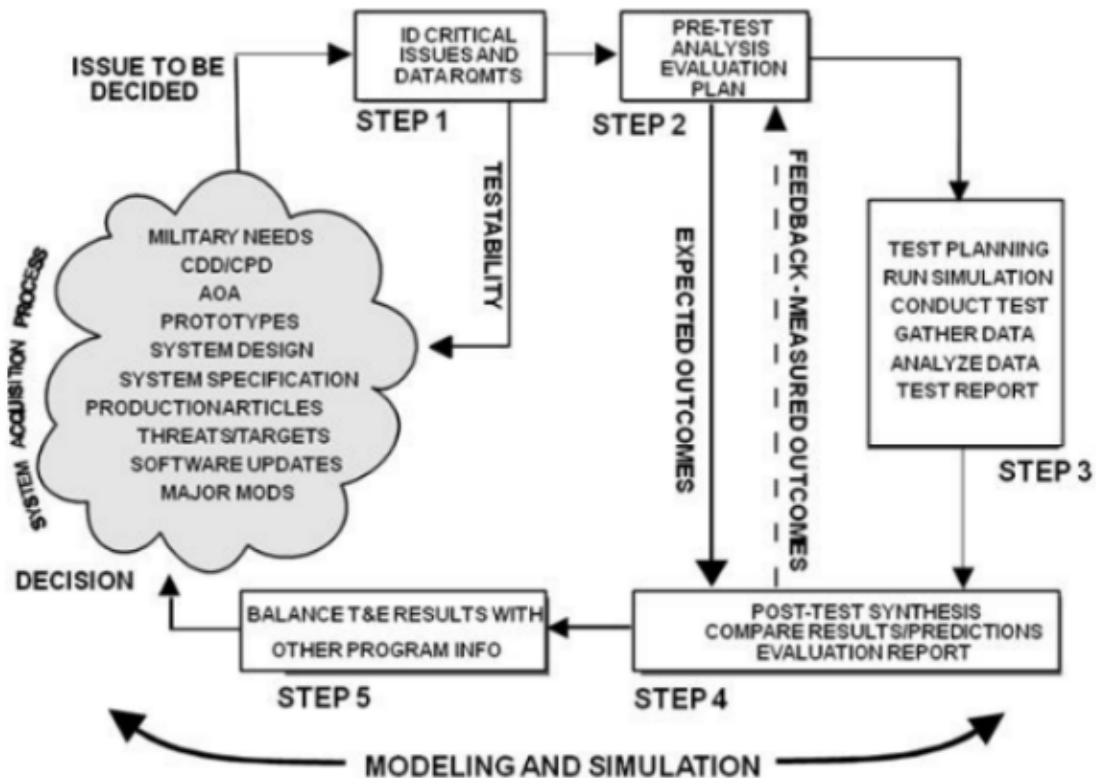 ID CRITICAL
ISSUES AND
DATA RQMTS
STEP 1
PRE-TEST
ANALYSIS
EVALUATION
PLAN
STEP 2
ISSUE TO BE
DECIDED
TESTABILITY
EXPECTED OUTCOMES
FEEDBACK - MEASURED OUTCOMES
TEST PLANNING
RUN SIMULATION
CONDUCT TEST
GATHER DATA
ANALYZE DATA
TEST REPORT
STEP 3
SYSTEM ACQUISITION PROCESS
MILITARY NEEDS
CDD/CPD
AOA
PROTOTYPES
SYSTEM DESIGN
SYSTEM SPECIFICATION
PRODUCTION ARTICLES
THREATS/TARGETS
SOFTWARE UPDATES
MAJOR MODS
DECISION
BALANCE T&E RESULTS WITH
OTHER PROGRAM INFO
STEP 5
POST-TEST SYNTHESIS
COMPARE RESULTS/PREDICTIONS
EVALUATION REPORT
STEP 4
MODELING AND SIMULATION